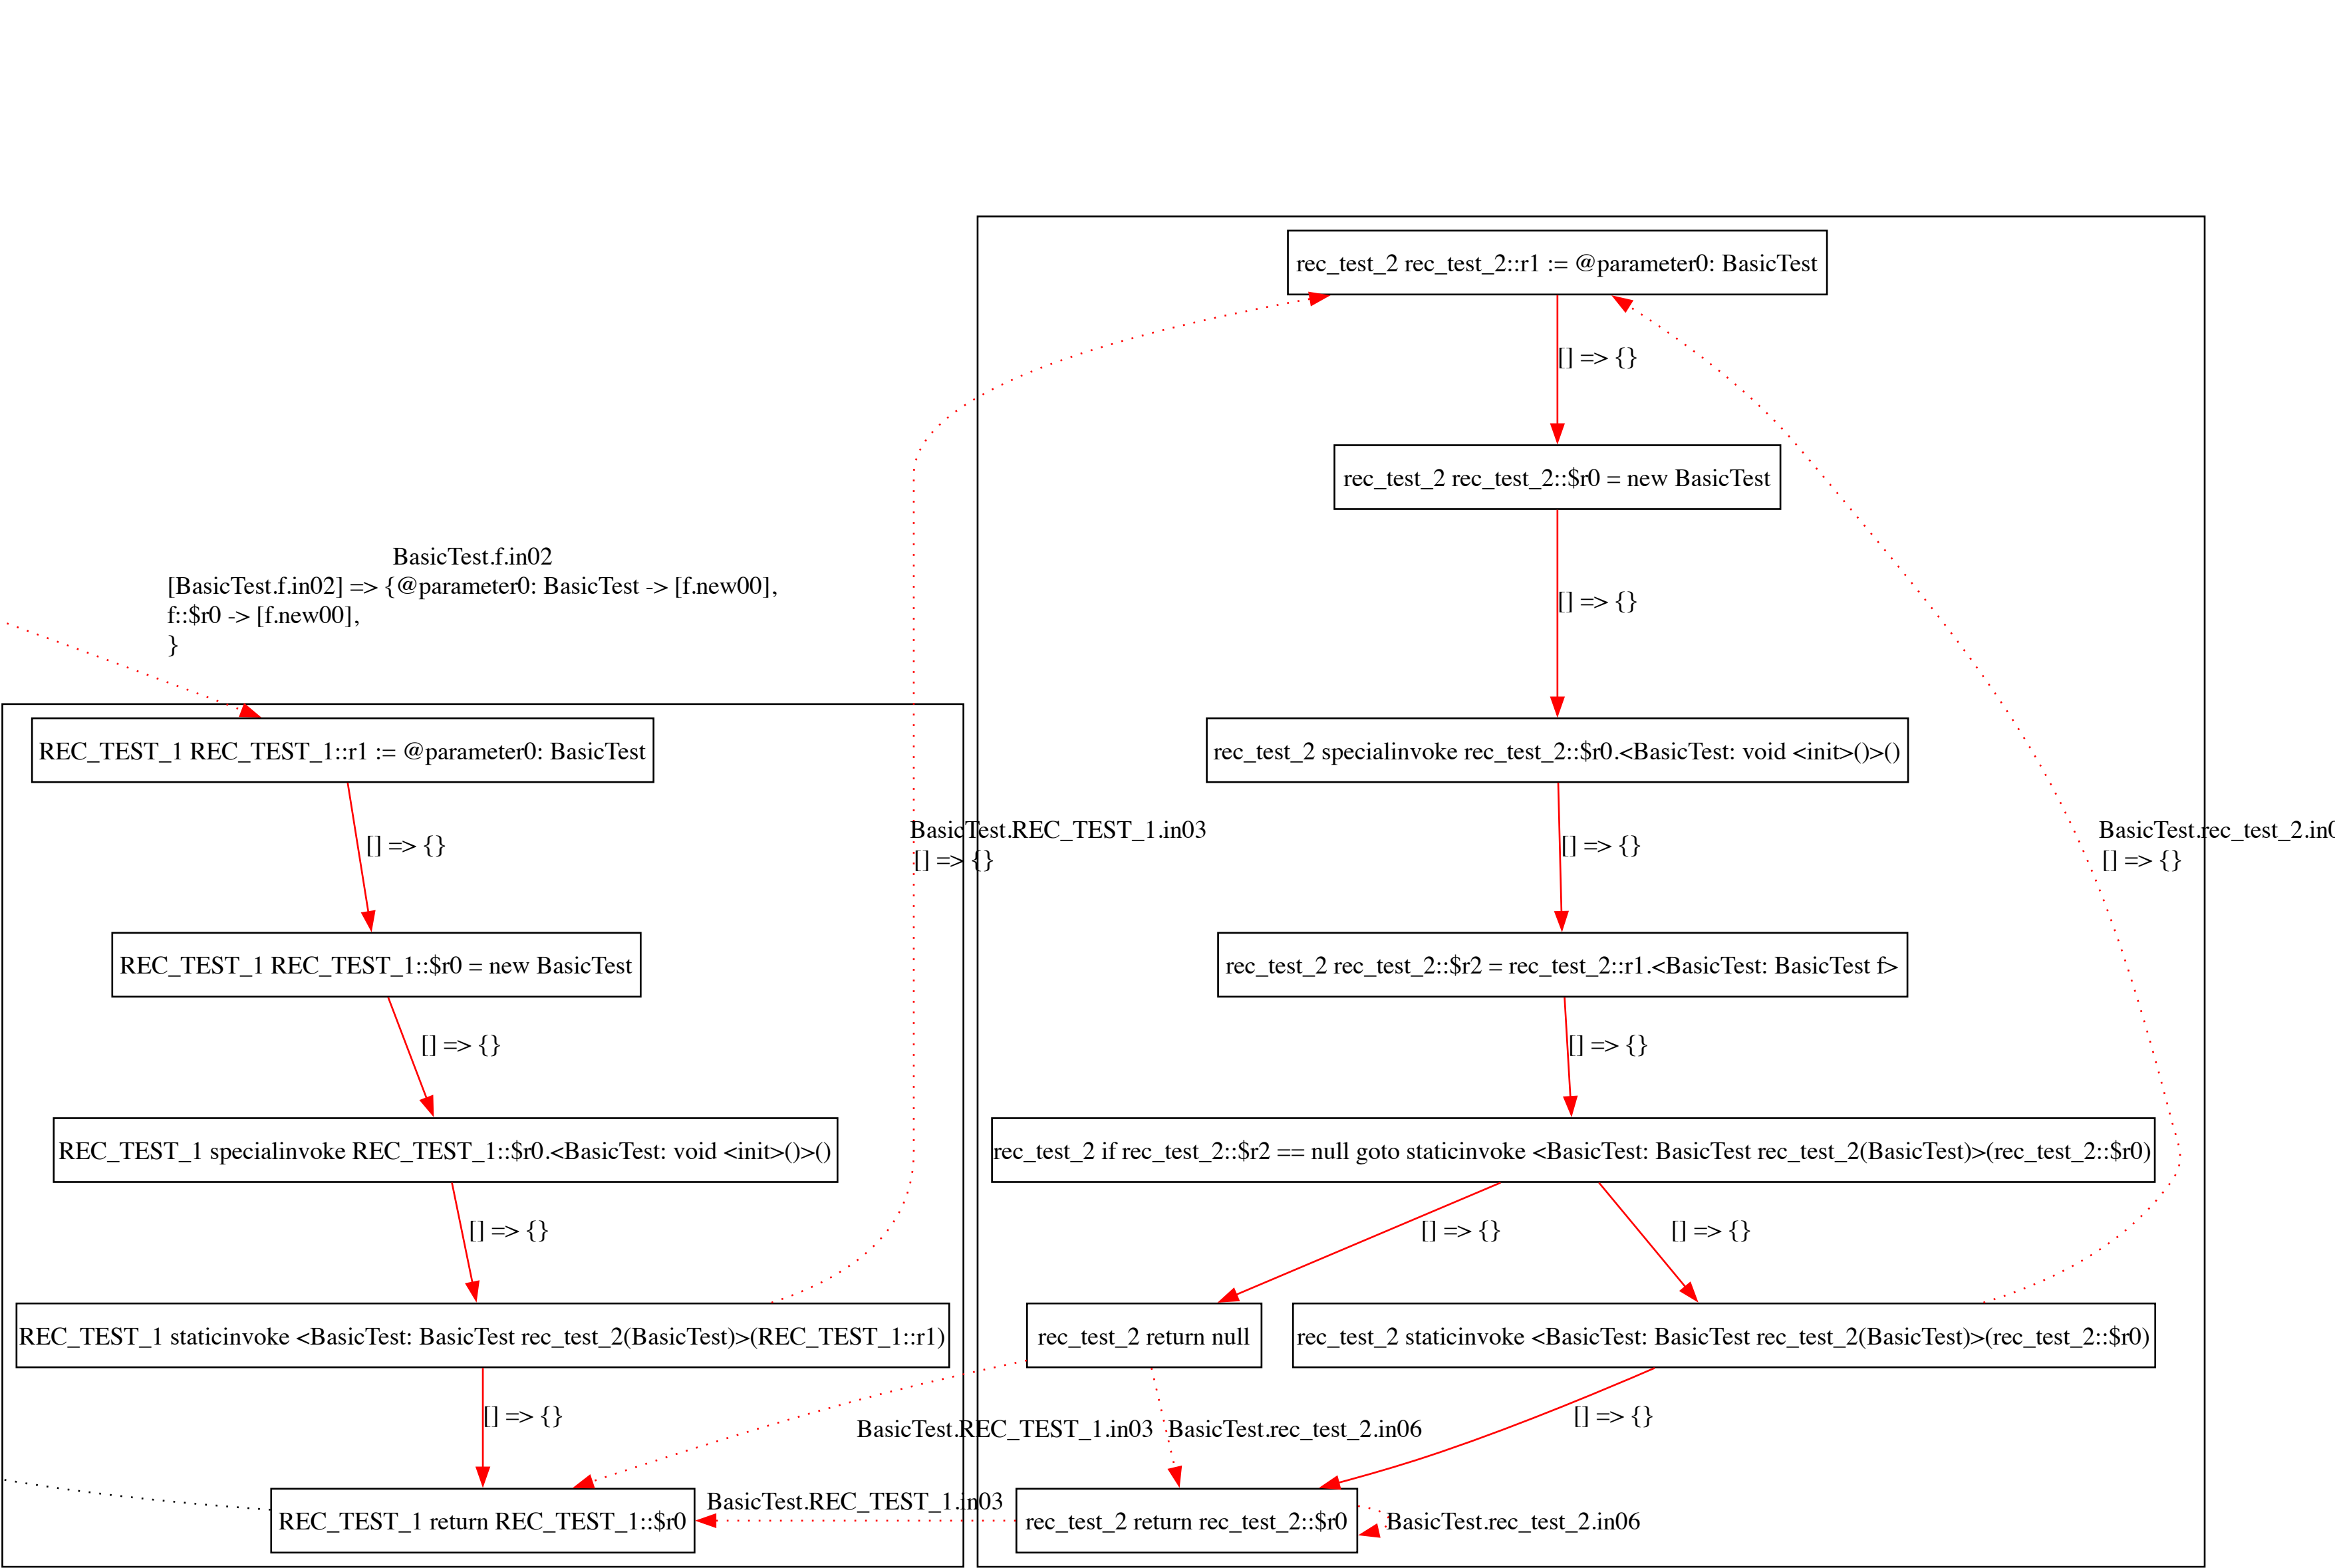 rec_test_2 rec_test_2::r1 := @parameter0: BasicTest
[] => {}
rec_test_2 rec_test_2::$r0 = new BasicTest
BasicTest.f.in02
[BasicTest.f.in02] => {@parameter0: BasicTest -> [f.new00],
f::$r0 -> [f.new00],
}
[] => {}
REC_TEST_1 REC_TEST_1::r1 := @parameter0: BasicTest
rec_test_2 specialinvoke rec_test_2::$r0.<BasicTest: void <init>()>()
[] => {}
BasicTest.REC_TEST_1.in03
[] => {}
[] => {}
BasicTest.rec_test_2.in0
[] => {}
REC_TEST_1 REC_TEST_1::$r0 = new BasicTest
rec_test_2 rec_test_2::$r2 = rec_test_2::r1.<BasicTest: BasicTest f>
[] => {}
[] => {}
REC_TEST_1 specialinvoke REC_TEST_1::$r0.<BasicTest: void <init>()>()
rec_test_2 if rec_test_2::$r2 == null goto staticinvoke <BasicTest: BasicTest rec_test_2(BasicTest)>(rec_test_2::$r0)
[] => {}
[] => {}
[] => {}
REC_TEST_1 staticinvoke <BasicTest: BasicTest rec_test_2(BasicTest)>(REC_TEST_1::r1)
rec_test_2 return null
rec_test_2 staticinvoke <BasicTest: BasicTest rec_test_2(BasicTest)>(rec_test_2::$r0)
[] => {}
BasicTest.REC_TEST_1.in03
BasicTest.rec_test_2.in06
[] => {}
REC_TEST_1 return REC_TEST_1::$r0
BasicTest.REC_TEST_1.in03
rec_test_2 return rec_test_2::$r0
BasicTest.rec_test_2.in06